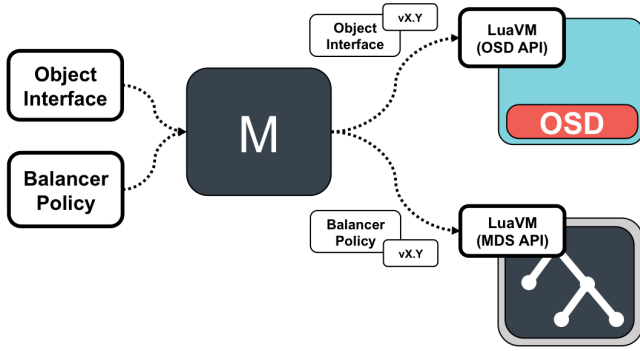 Object
Interface
Balancer
Policy
M
vX.Y
Object
Interface
LuaVM
(OSD API)
OSD
Balancer
Policy
vX.Y
LuaVM
(MDS API)